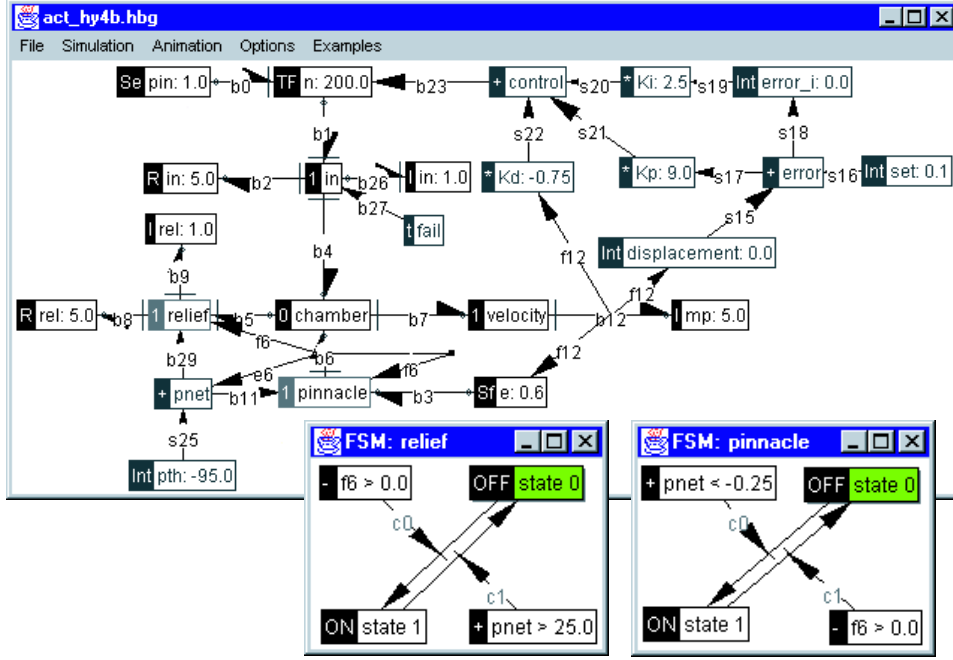 act_hy4b.hbg
File Simulation Animation Options Examples
Se pin: 1.0 b0 TF n: 200.0 b23 + control s20 * Ki: 2.5 s19 Int error_i: 0.0
b1 s22 s21 s18
R in: 5.0 b2 1 in b26 I in: 1.0 * Kd: -0.75 * Kp: 9.0 s17 + error s16 Int set: 0.1
b27
I rel: 1.0 t fail s15
b4 f12 Int displacement: 0.0
b9 f12
R rel: 5.0 b8 1 relief b5 0 chamber b7 1 velocity b12 I mp: 5.0
f6
b29 b6 f6 f12
e6
+ pnet b11 1 pinnacle b3 Sf e: 0.6
s25
Int pth: -95.0
FSM: relief
- f6 > 0.0 OFF state 0
c0
c1
ON state 1 + pnet > 25.0
FSM: pinnacle
+ pnet < -0.25 OFF state 0
c0
c1
ON state 1 - f6 > 0.0